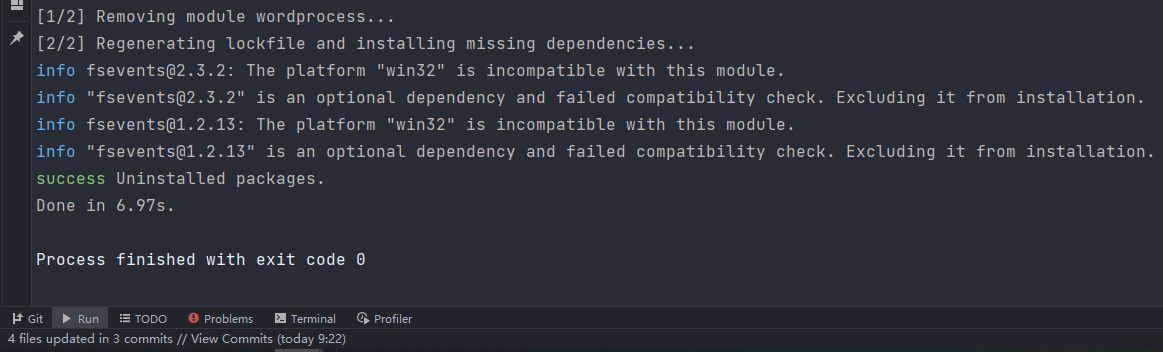 [1/2] Removing module wordprocess...
[2/2] Regenerating lockfile and installing missing dependencies...
info fsevents@2.3.2: The platform "win32" is incompatible with this module.
info "fsevents@2.3.2" is an optional dependency and failed compatibility check. Excluding it from installation.
info fsevents@1.2.13: The platform "win32" is incompatible with this module.
info "fsevents@1.2.13" is an optional dependency and failed compatibility check. Excluding it from installation.
success Uninstalled packages.
Done in 6.97s.
Process finished with exit code 0
Git Run TODO Problems Terminal Profiler
4 files updated in 3 commits // View Commits (today 9:22)